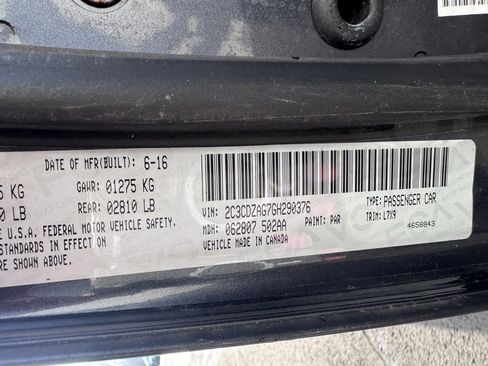 DATE OF MFR(BUILT): 6-16
5 KG GAWR: 01275 KG
0 LB REAR: 02810 LB
E U.S.A. FEDERAL MOTOR VEHICLE SAFETY,
STANDARDS IN EFFECT
RE SHOWN ABOVE.
VIN: 2C3CDZAG7GH290376
MDH: 062807 502AA PAINT: PAR
VEHICLE MADE IN CANADA
TYPE: PASSENGER CAR
TRIM: L7X9
4658843